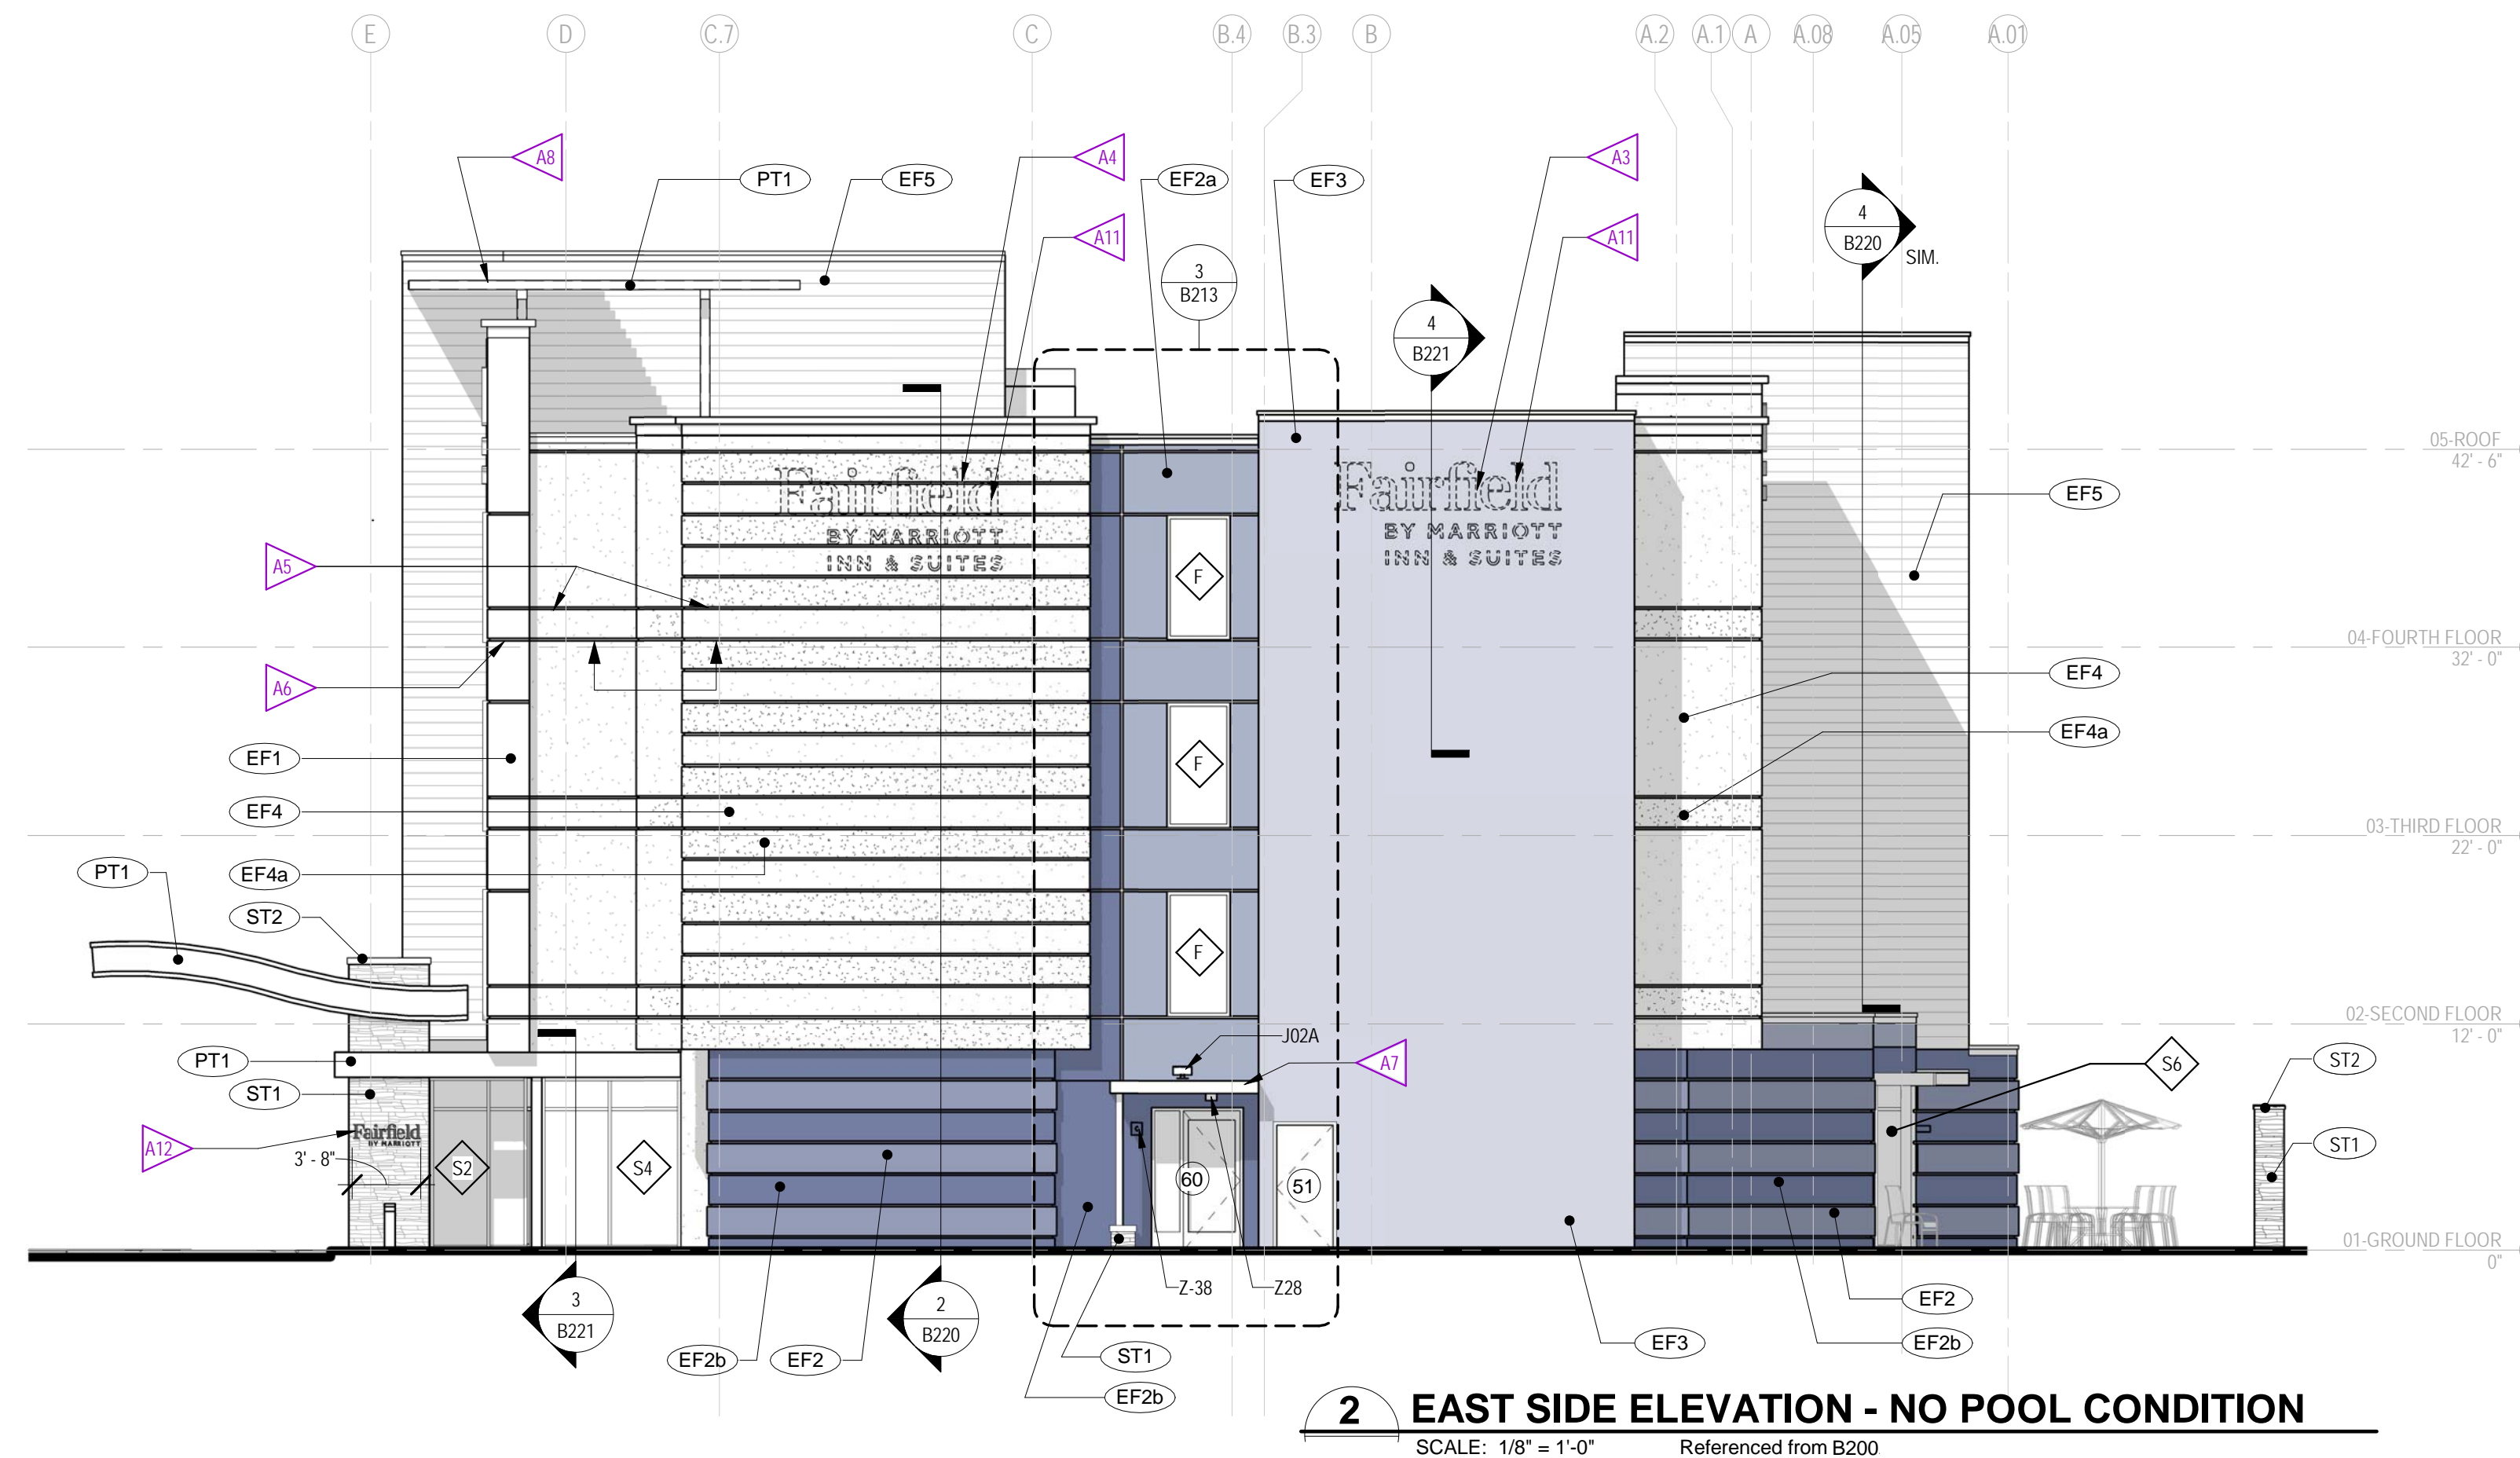 E D C.7 C B.4 B.3 B A.2 A.1 A A.08 A.05 A.01
A8 A4 A3
PT1 EF5 EF2a EF3
4
B220
SIM.
A11 A11
3
B213
4
B221
05-ROOF
42' - 6"
Fairfield
BY MARRIOTT
INN & SUITES
Fairfield
BY MARRIOTT
INN & SUITES
EF5
A5 F
04-FOURTH FLOOR
32' - 0"
A6 EF4
EF4a
EF1 F
EF4
03-THIRD FLOOR
22' - 0"
PT1 EF4a
ST2 F
02-SECOND FLOOR
12' - 0"
J02A
PT1 A7 S6 ST2
ST1
Fairfield
BY MARRIOTT
A12 ST1
3' - 8"
S2 S4 60 51
01-GROUND FLOOR
0"
Z-38 Z28
3
B221
2
B220
EF2
EF3 EF2b
EF2b EF2 ST1
EF2b
2 EAST SIDE ELEVATION - NO POOL CONDITION
SCALE: 1/8" = 1'-0" Referenced from B200